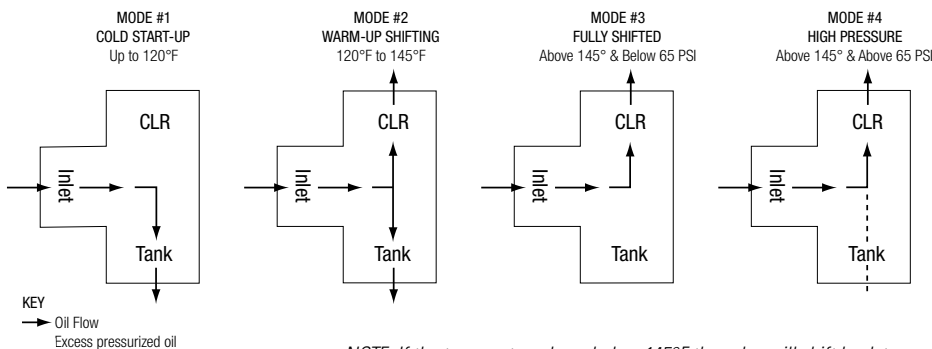 MODE #1
COLD START-UP
Up to 120°F
MODE #2
WARM-UP SHIFTING
120°F to 145°F
MODE #3
FULLY SHIFTED
Above 145° & Below 65 PSI
MODE #4
HIGH PRESSURE
Above 145° & Above 65 PSI
CLR
Inlet
Tank
CLR
Inlet
Tank
CLR
Inlet
Tank
CLR
Inlet
Tank
KEY
Oil Flow
Excess pressurized oil